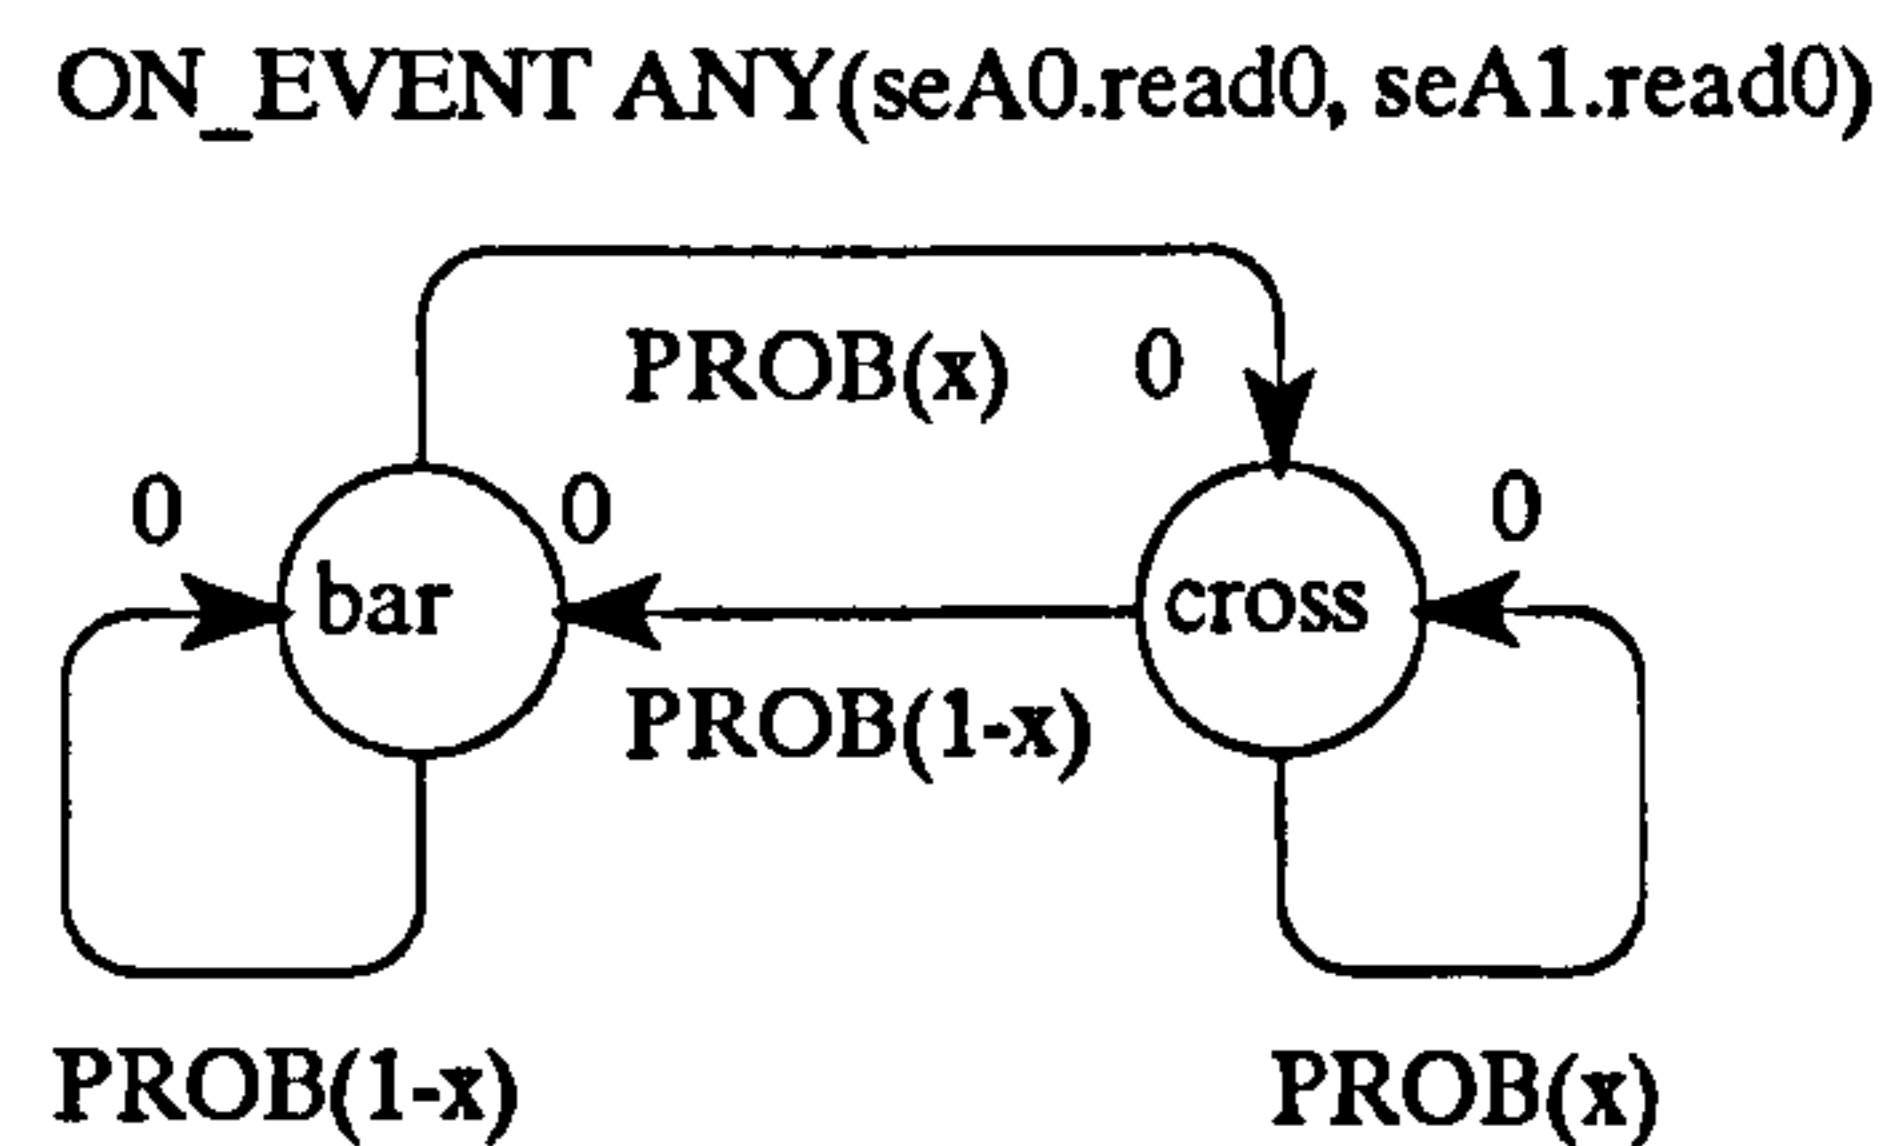 ON_EVENT ANY(seA0.read0, seA1.read0)
PROB(x) 0
0 0 0
bar cross
PROB(1-x)
PROB(1-x) PROB(x)